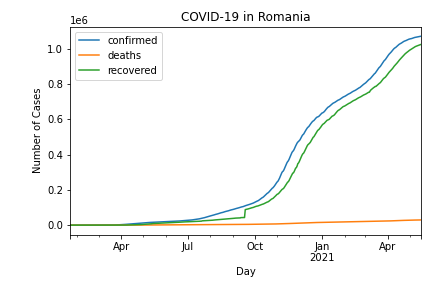 COVID-19 in Romania
1e6
confirmed
deaths
recovered
Number of Cases
1.0
0.8
0.6
0.4
0.2
0.0
Apr
Jul
Oct
Jan
2021
Apr
Day